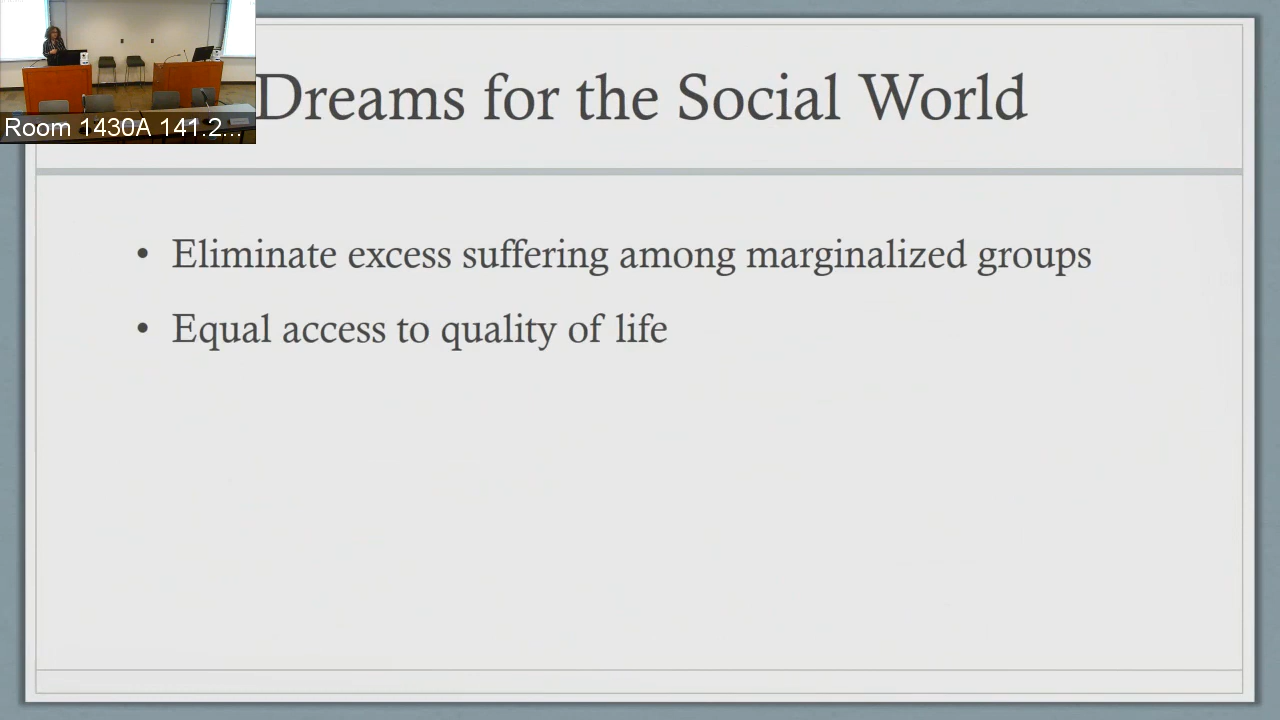 Dreams for the Social World
Room 1430A 141.2...
• Eliminate excess suffering among marginalized groups
• Equal access to quality of life